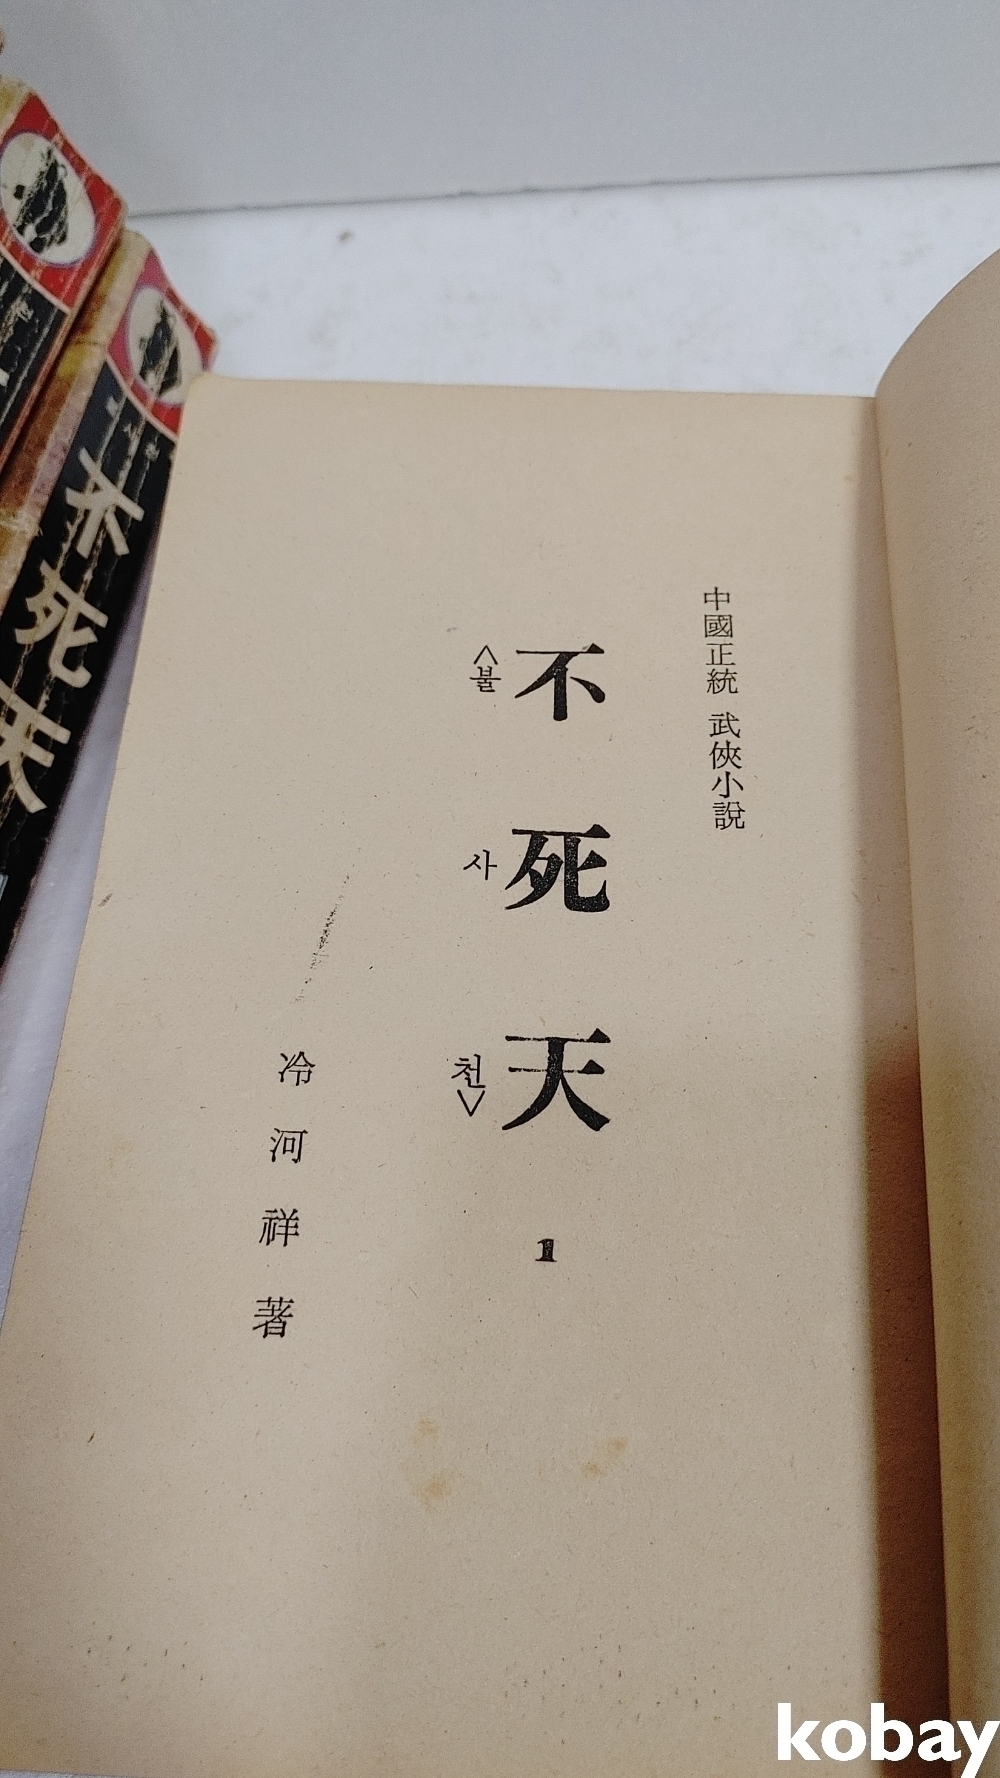 中國正統 武俠小說
不死天 1
<불사천>
冷河祥著
不死天
kobay